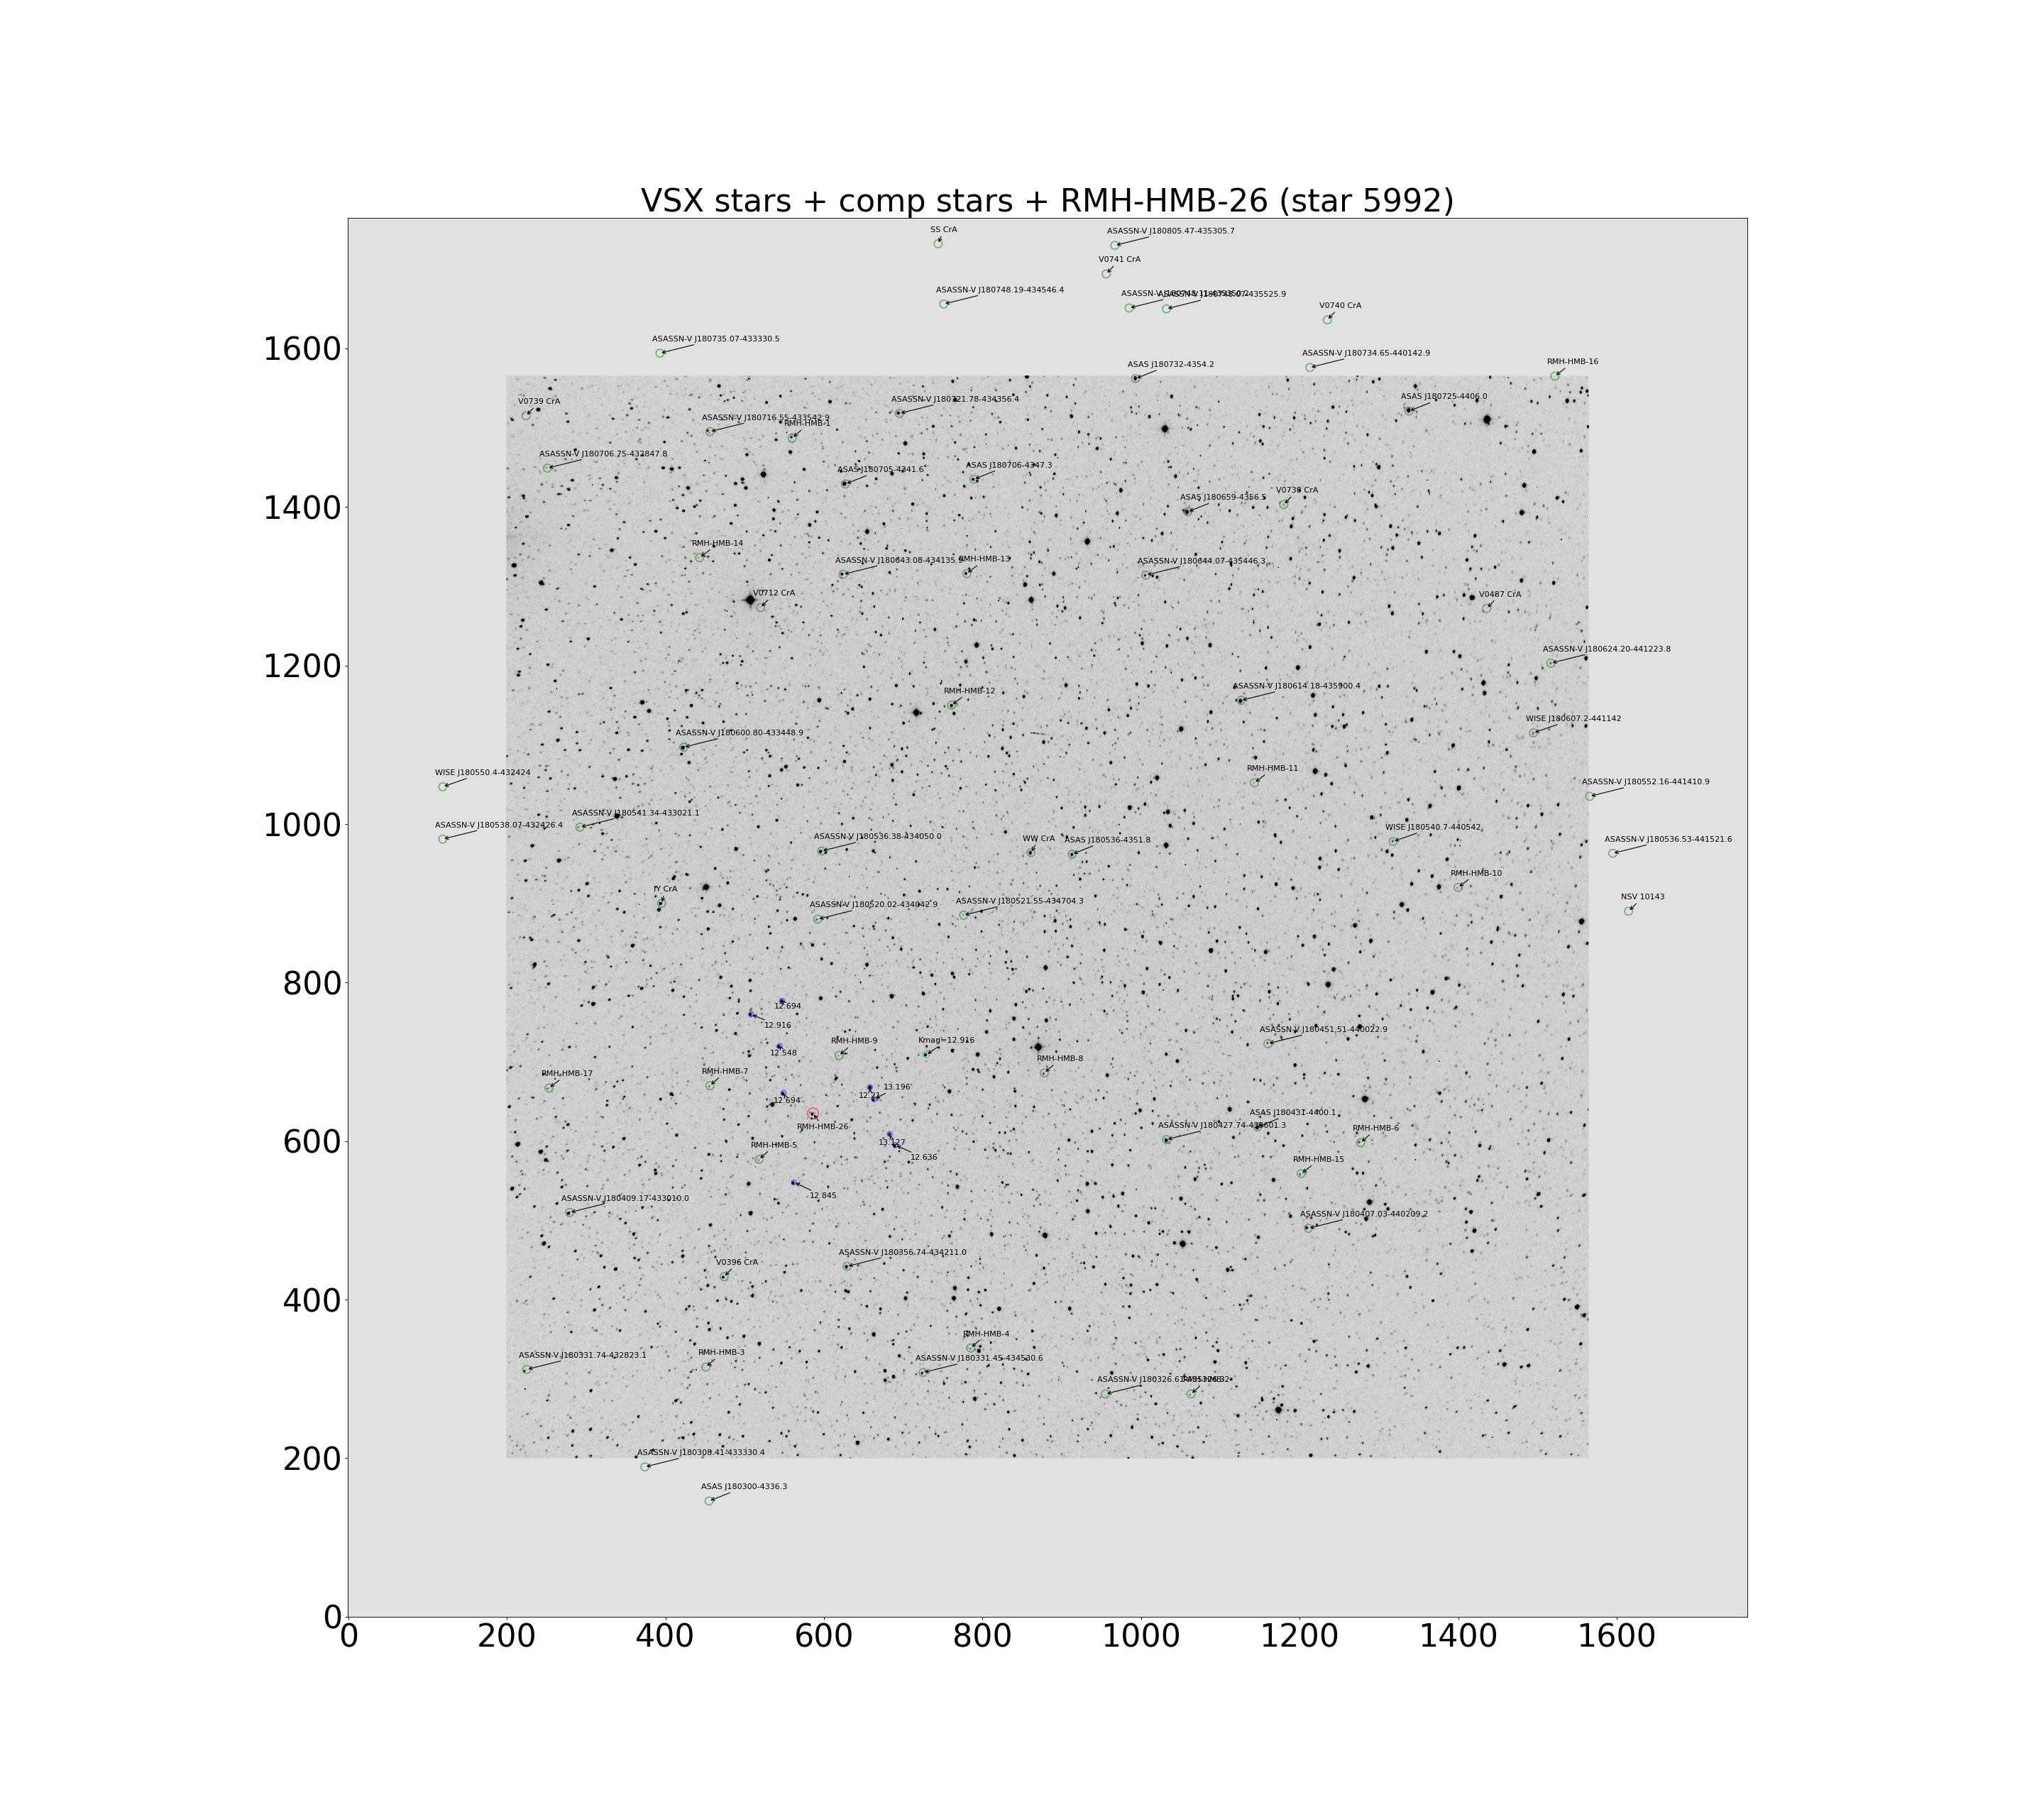 VSX stars + comp stars + RMH-HMB-26 (star 5992)
SS CrA
ASASSN-V J180805.47-435305.7
V0741 CrA
ASASSN-V J180748.19-434546.4
V0740 CrA
ASASSN-V J180735.07-433330.5
1600
ASASSN-V J180734.65-440142.9
ASAS J180732-4354.2
RMH-HMB-16
V0739 CrA
ASASSN-V J180721.78-434356.4
ASAS J180725-4406.0
ASASSN-V J180716.55-433542.9
RMH-HMB-1
ASASSN-V J180706.75-432847.8
ASAS J180705-4341.6
ASAS J180706-4347.3
1400
ASAS J180659-4356.5
V0738 CrA
RMH-HMB-14
ASASSN-V J180643.08-434135.9
RMH-HMB-13
ASASSN-V J180644.07-435446.3
V0712 CrA
V0487 CrA
1200
ASASSN-V J180624.20-441223.8
RMH-HMB-12
ASASSN-V J180614.18-435900.4
WISE J180607.2-441142
ASASSN-V J180600.80-433448.9
WISE J180550.4-432424
RMH-HMB-11
ASASSN-V J180552.16-441410.9
1000
ASASSN-V J180538.07-432426.4
ASASSN-V J180541.34-433021.1
ASASSN-V J180536.38-434050.0
WW CrA
ASAS J180536-4351.8
WISE J180540.7-440542
ASASSN-V J180536.53-441521.6
RMH-HMB-10
IY CrA
ASASSN-V J180520.02-434042.9
ASASSN-V J180521.55-434704.3
NSV 10143
800
12.694
12.916
ASASSN-V J180451.51-440022.9
12.548
RMH-HMB-9
Kmag=12.916
RMH-HMB-8
RMH-HMB-17
RMH-HMB-7
13.196
12.21
12.694
RMH-HMB-26
ASAS J180431-4400.1
600
13.127
RMH-HMB-6
RMH-HMB-5
12.636
RMH-HMB-15
12.845
ASASSN-V J180409.17-433010.0
ASASSN-V J180407.03-440209.2
ASASSN-V J180356.74-434211.0
V0396 CrA
400
RMH-HMB-4
RMH-HMB-3
ASASSN-V J180331.74-432823.1
ASASSN-V J180331.45-434530.6
200
ASASSN-V J180308.41-433330.4
ASAS J180300-4336.3
0
0 200 400 600 800 1000 1200 1400 1600